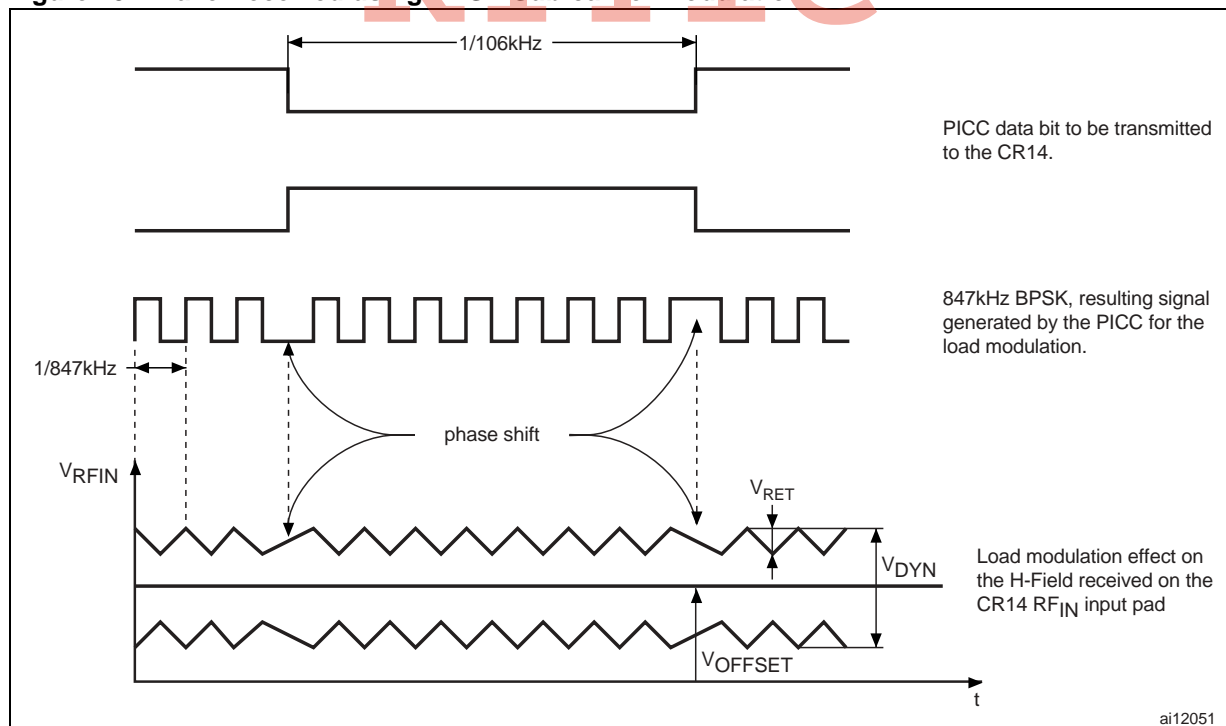 1/106kHz
PICC data bit to be transmitted
to the CR14.
847kHz BPSK, resulting signal
generated by the PICC for the
load modulation.
1/847kHz
phase shift
VRFIN
VRET
VDYN
Load modulation effect on
the H-Field received on the
CR14 RFIN input pad
VOFFSET
t
ai12051